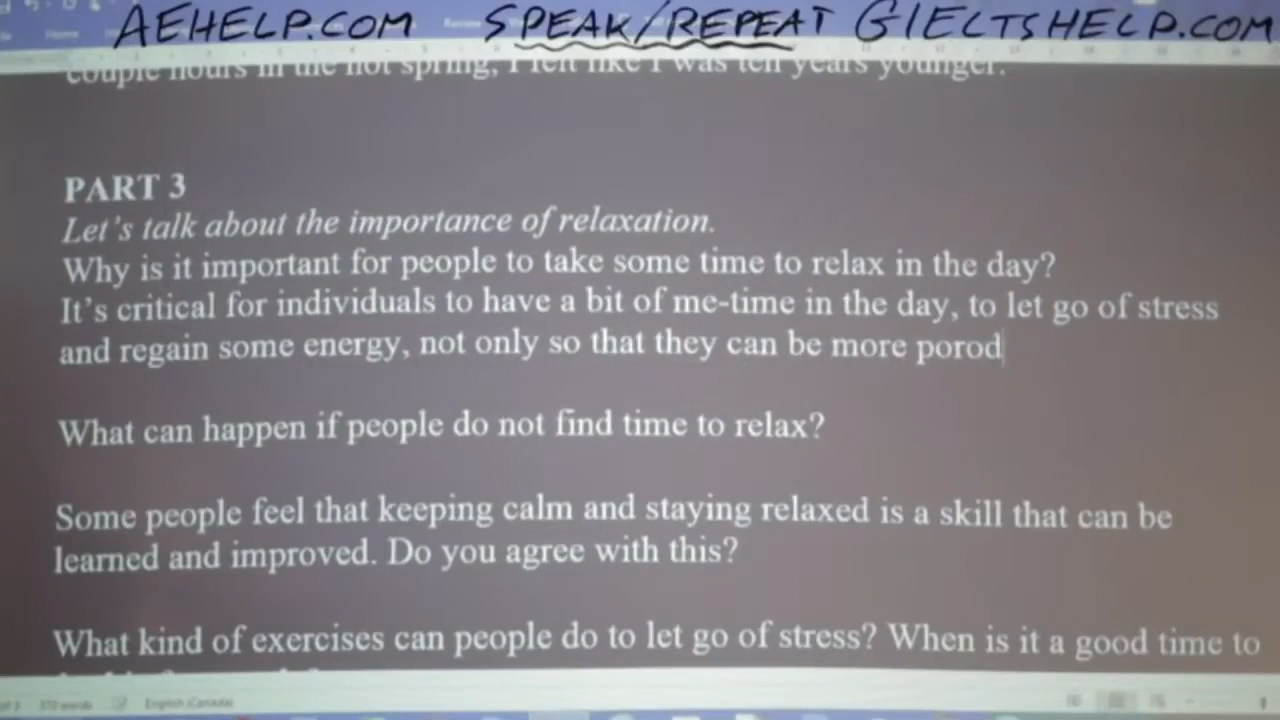 AEHELP.COM SPEAK/REPEAT GIELTSHELP.COM
Home
couple hours in the hot spring, I felt like I was ten years younger.
PART 3
Let's talk about the importance of relaxation.
Why is it important for people to take some time to relax in the day?
It's critical for individuals to have a bit of me-time in the day, to let go of stress
and regain some energy, not only so that they can be more porod
What can happen if people do not find time to relax?
Some people feel that keeping calm and staying relaxed is a skill that can be
learned and improved. Do you agree with this?
What kind of exercises can people do to let go of stress? When is it a good time to
370 words English (Canada)